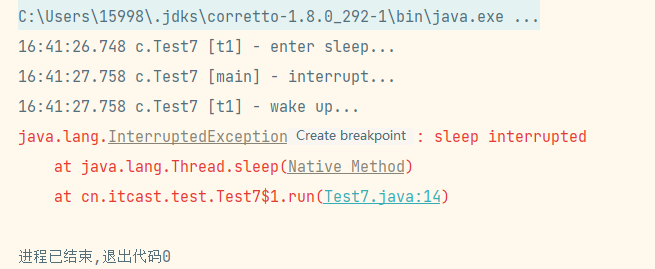 C:\Users\15998\.jdks\corretto-1.8.0_292-1\bin\java.exe ...
16:41:26.748 c.Test7 [t1] - enter sleep...
16:41:27.758 c.Test7 [main] - interrupt...
16:41:27.758 c.Test7 [t1] - wake up...
java.lang.InterruptedException Create breakpoint : sleep interrupted
    at java.lang.Thread.sleep(Native Method)
    at cn.itcast.test.Test7$1.run(Test7.java:14)
进程已结束,退出代码0